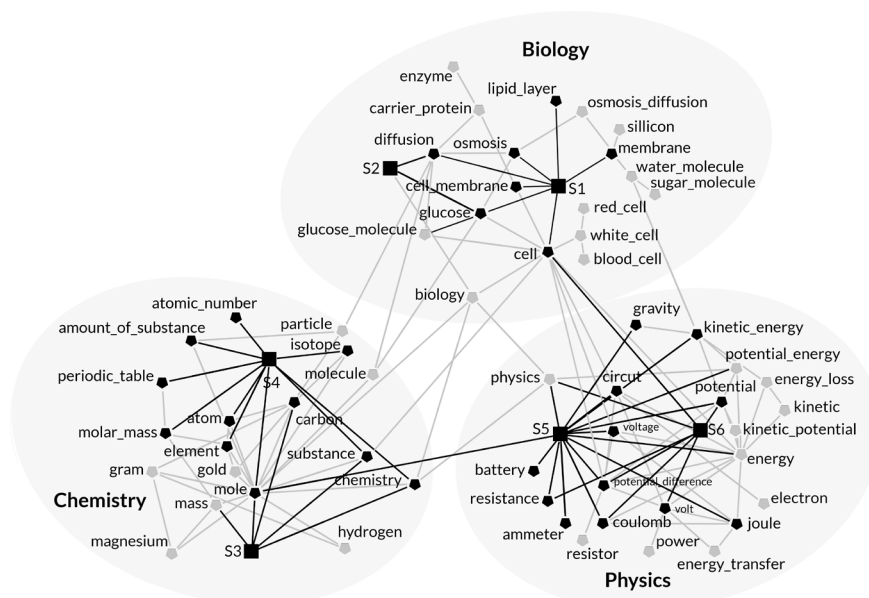 Biology
enzyme
lipid_layer
carrier_protein
osmosis_diffusion
sillicon
diffusion
osmosis
membrane
S2
water_molecule
cell_membrane
S1
sugar_molecule
glucose
red_cell
glucose_molecule
white_cell
cell
blood_cell
biology
atomic_number
gravity
amount_of_substance
particle
kinetic_energy
isotope
potential_energy
periodic_table
S4
molecule
physics
circut
potential
energy_loss
atom
carbon
kinetic
molar_mass
S5
voltage
S6
kinetic_potential
element
substance
energy
gram
gold
battery
chemistry
potential_difference
Chemistry
mole
resistance
electron
mass
volt
ammeter
coulomb
joule
magnesium
S3
hydrogen
resistor
power
energy_transfer
Physics